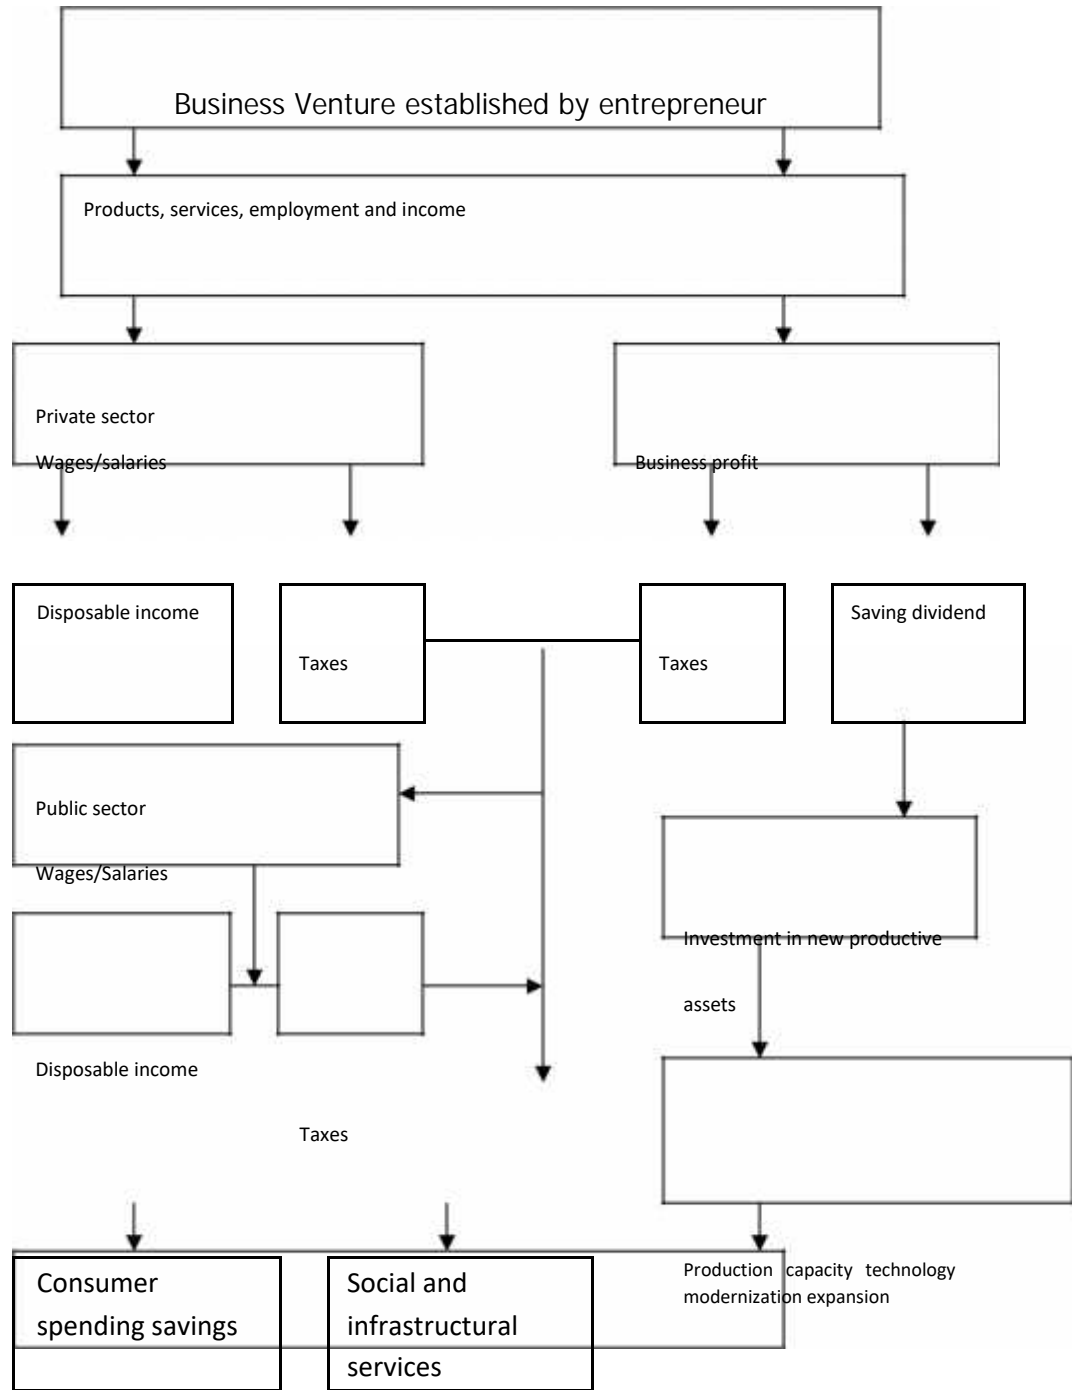 Business Venture established by entrepreneur
Products, services, employment and income
Private sector
Wages/salaries
Business profit
Disposable income
Taxes
Taxes
Saving dividend
Public sector
Wages/Salaries
Investment in new productive
assets
Disposable income
Taxes
Consumer
spending savings
Social and
infrastructural
services
Production capacity technology
modernization expansion